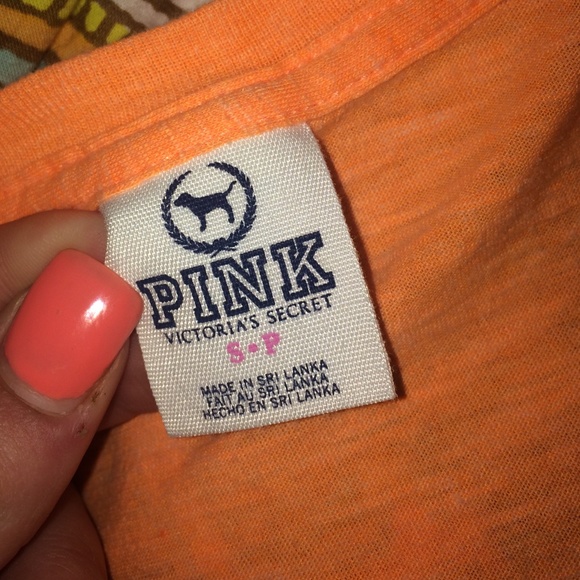 PINK
VICTORIA'S SECRET
S•P
MADE IN SRI LANKA
FAIT AU SRI LANKA
HECHO EN SRI LANKA